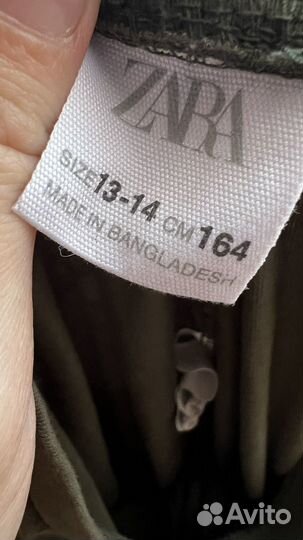 ZARA
SIZE 13-14 CM 164
MADE IN BANGLADESH
Avito